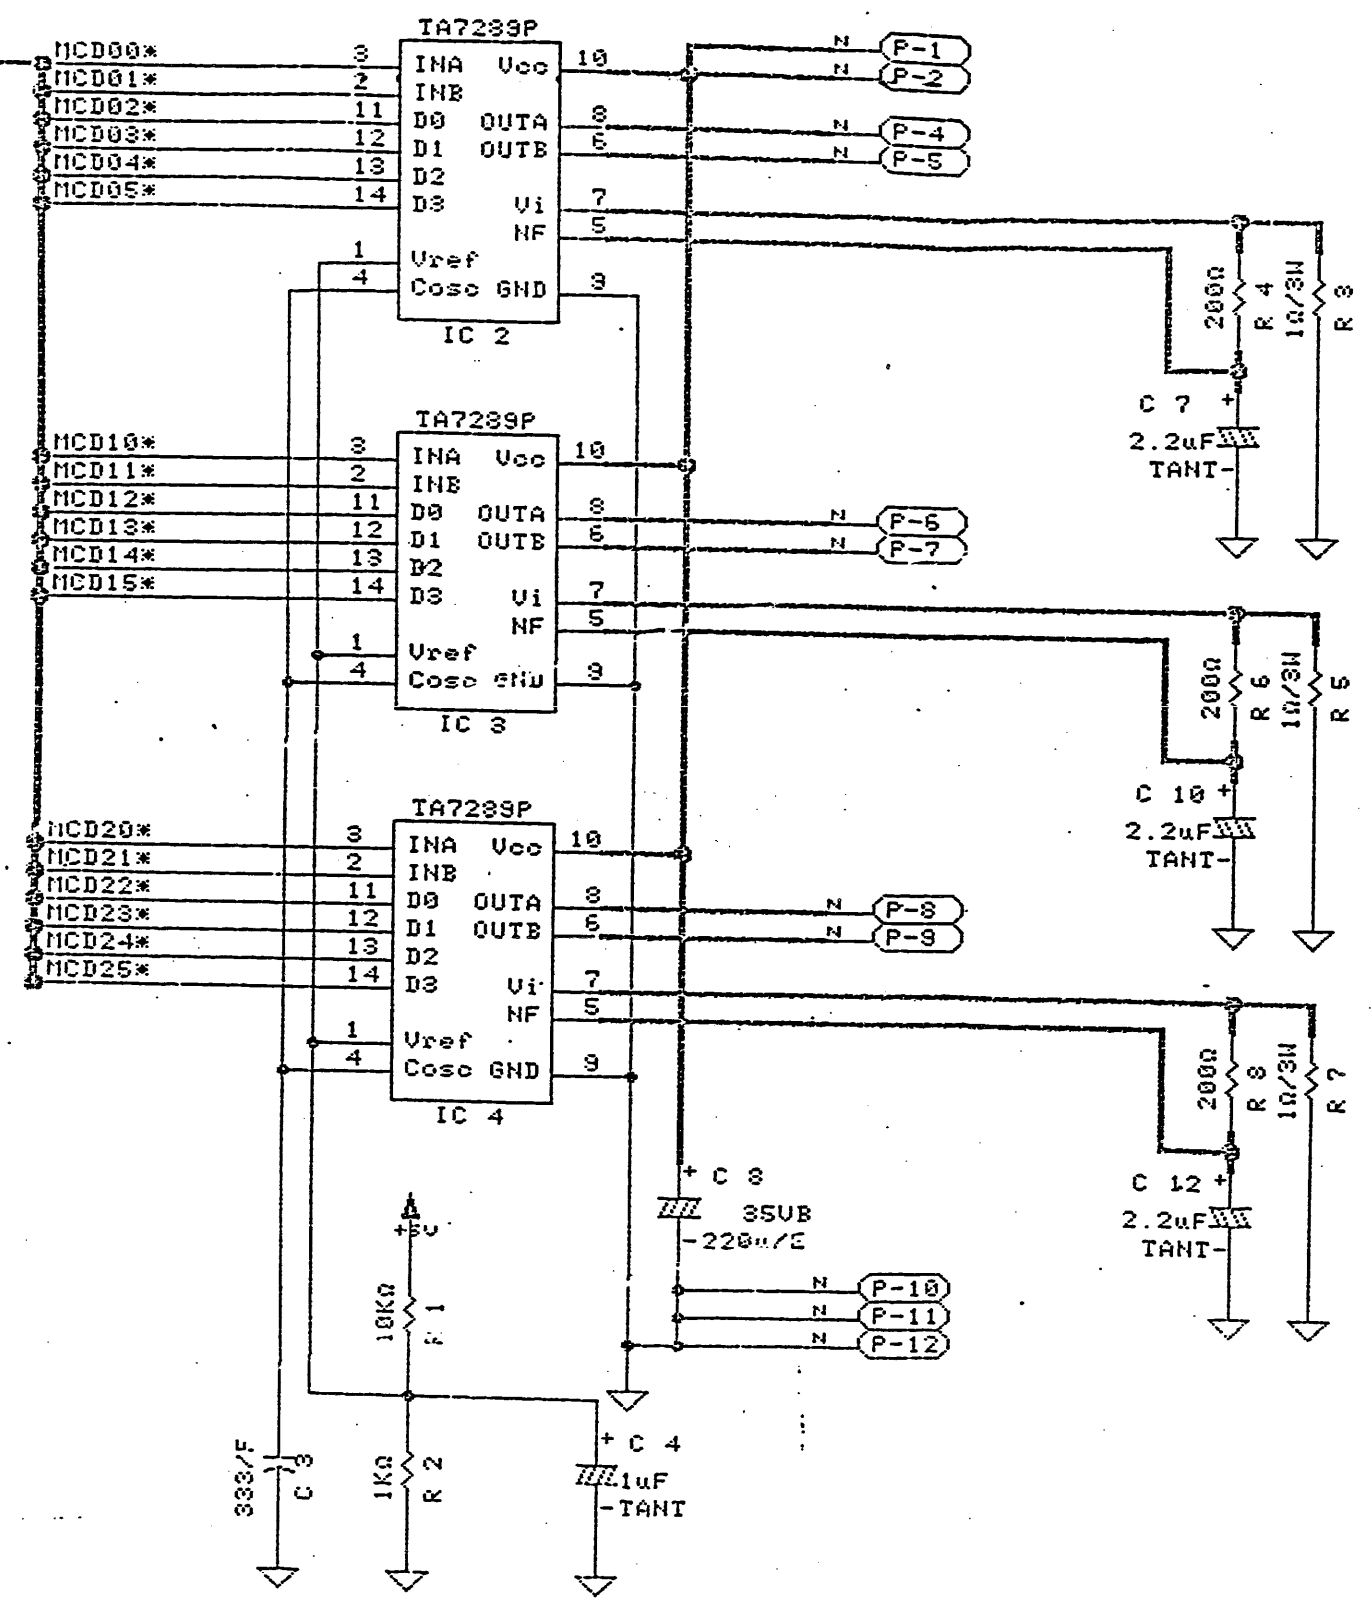 TA7289P
MCD00* 3 INA Vcc 10 N P-1
MCD01* 2 INB N P-2
MCD02* 11 D0 OUTA 8 N P-4
MCD03* 12 D1 OUTB 6 N P-5
MCD04* 13 D2
MCD05* 14 D3 Vi 7
NF 5
1 Vref
4 Cosc GND 9
IC 2
200Ω R 4 1Ω/3W R 3
C 7 +
2.2uF
TANT-
TA7289P
MCD10* 3 INA Vcc 10
MCD11* 2 INB
MCD12* 11 D0 OUTA 8 N P-6
MCD13* 12 D1 OUTB 6 N P-7
MCD14* 13 D2
MCD15* 14 D3 Vi 7
NF 5
1 Vref
4 Cosc GND 9
IC 3
200Ω R 6 1Ω/3W R 5
C 10 +
2.2uF
TANT-
TA7289P
MCD20* 3 INA Vcc 10
MCD21* 2 INB
MCD22* 11 D0 OUTA 8 N P-8
MCD23* 12 D1 OUTB 6 N P-9
MCD24* 13 D2
MCD25* 14 D3 Vi 7
NF 5
1 Vref
4 Cosc GND 9
IC 4
200Ω R 8 1Ω/3W R 7
C 12 +
2.2uF
TANT-
+ C 8
35VB
-220u/E
+5V
10KΩ R 1
N P-10
N P-11
N P-12
333/F C 3
1KΩ R 2
+ C 4
.1uF
-TANT